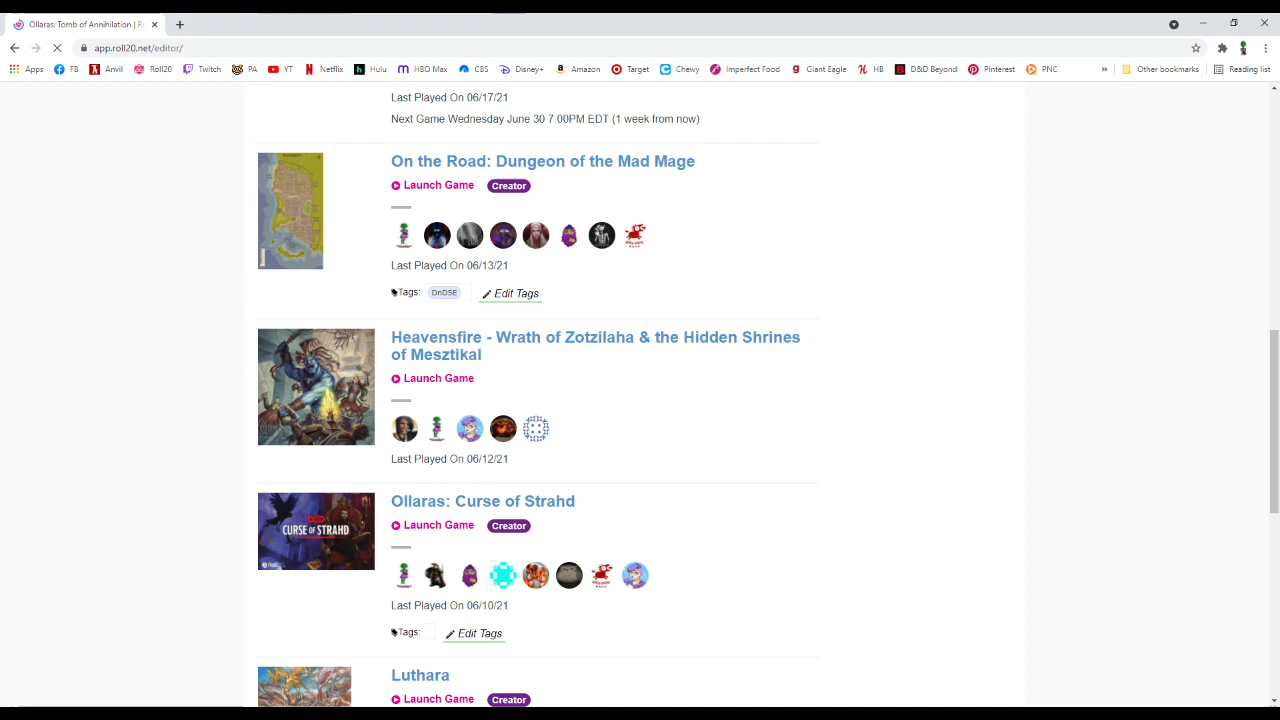 Ollaras: Tomb of Annihilation | Ro
app.roll20.net/editor/
Apps FB Anvil Roll20 Twitch PA YT Netflix Hulu HBO Max CBS Disney+ Amazon Target Chewy Imperfect Food Giant Eagle HB D&D Beyond Pinterest PNC » Other bookmarks Reading list
Last Played On 06/17/21
Next Game Wednesday June 30 7:00PM EDT (1 week from now)
On the Road: Dungeon of the Mad Mage
Launch Game Creator
Last Played On 06/13/21
Tags: DnD5E Edit Tags
Heavensfire - Wrath of Zotzilaha & the Hidden Shrines
of Mesztikal
Launch Game
Last Played On 06/12/21
Ollaras: Curse of Strahd
Launch Game Creator
CURSE OF STRAHD
Last Played On 06/10/21
Tags: Edit Tags
Luthara
Launch Game Creator